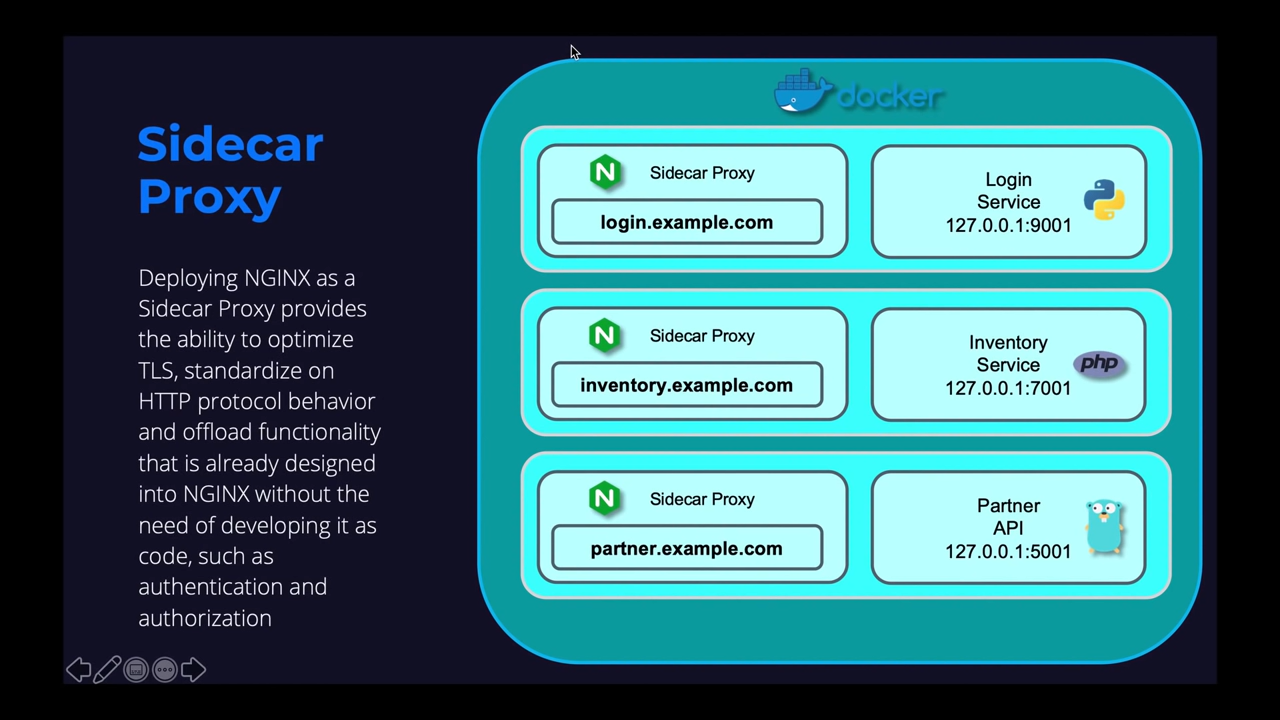 Sidecar
Proxy
Deploying NGINX as a
Sidecar Proxy provides
the ability to optimize
TLS, standardize on
HTTP protocol behavior
and offload functionality
that is already designed
into NGINX without the
need of developing it as
code, such as
authentication and
authorization
docker
N
Sidecar Proxy
login.example.com
Login
Service
127.0.0.1:9001
N
Sidecar Proxy
inventory.example.com
Inventory
Service
127.0.0.1:7001
php
N
Sidecar Proxy
partner.example.com
Partner
API
127.0.0.1:5001